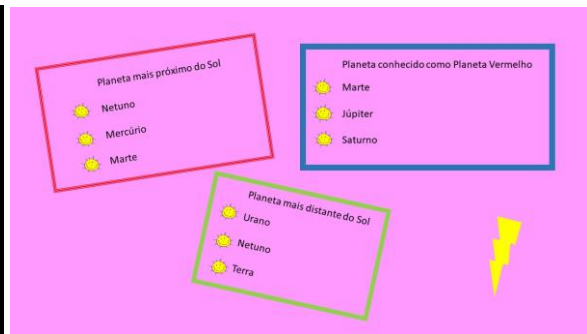 Planeta mais próximo do Sol
Netuno
Mercúrio
Marte
Planeta conhecido como Planeta Vermelho
Marte
Júpiter
Saturno
Planeta mais distante do Sol
Urano
Netuno
Terra